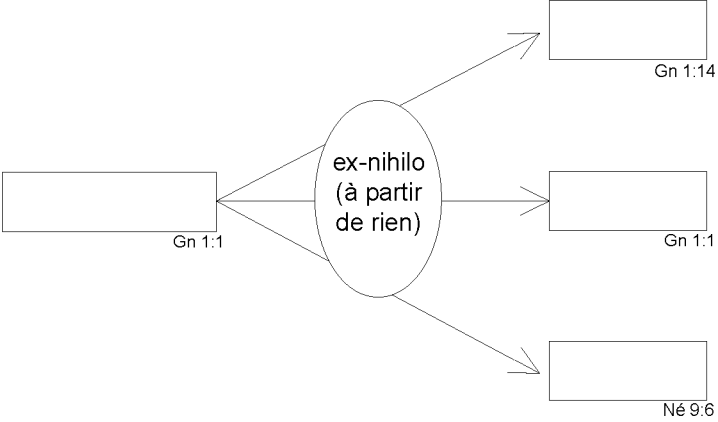 Gn 1:14
ex-nihilo
(à partir
de rien)
Gn 1:1
Gn 1:1
Né 9:6